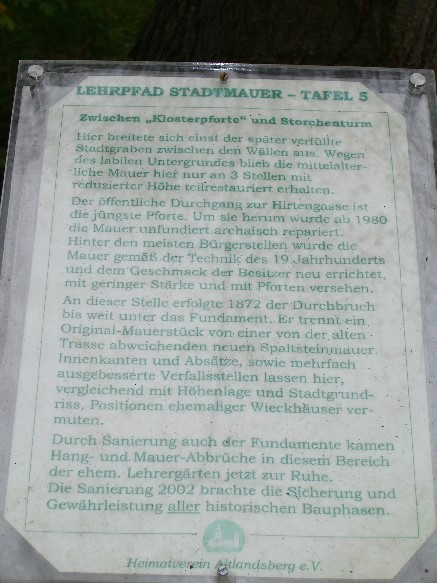 LEHRPFAD STADTMAUER – TAFEL 5
Zwischen „Klosterpforte“ und Storchenturm
Hier breitete sich einst der später verfüllte
Stadtgraben zwischen den Wällen aus. Wegen
des labilen Untergrundes blieb die mittelalter-
liche Mauer hier nur an 3 Stellen mit
reduzierter Höhe teilrestauriert erhalten.
Der öffentliche Durchgang zur Hirtengasse ist
die jüngste Pforte. Um sie herum wurde ab 1980
die Mauer unfundiert archaisch repariert.
Hinter den meisten Bürgerstellen wurde die
Mauer gemäß der Technik des 19. Jahrhunderts
und dem Geschmack der Besitzer neu errichtet,
mit geringer Stärke und mit Pforten versehen.
An dieser Stelle erfolgte 1872 der Durchbruch
bis weit unter das Fundament. Er trennt ein
Original-Mauerstück von einer von der alten
Trasse abweichenden neuen Spaltsteinmauer.
Innenkanten und Absätze, sowie mehrfach
ausgebesserte Verfallsstellen lassen hier,
vergleichend mit Höhenlage und Stadtgrund-
riss, Positionen ehemaliger Wieckhäuser ver-
muten.
Durch Sanierung auch der Fundamente kamen
Hang- und Mauer-Abbrüche in diesem Bereich
der ehem. Lehrergärten jetzt zur Ruhe.
Die Sanierung 2002 brachte die Sicherung und
Gewährleistung aller historischen Bauphasen.
Heimatverein Altlandsberg e.V.